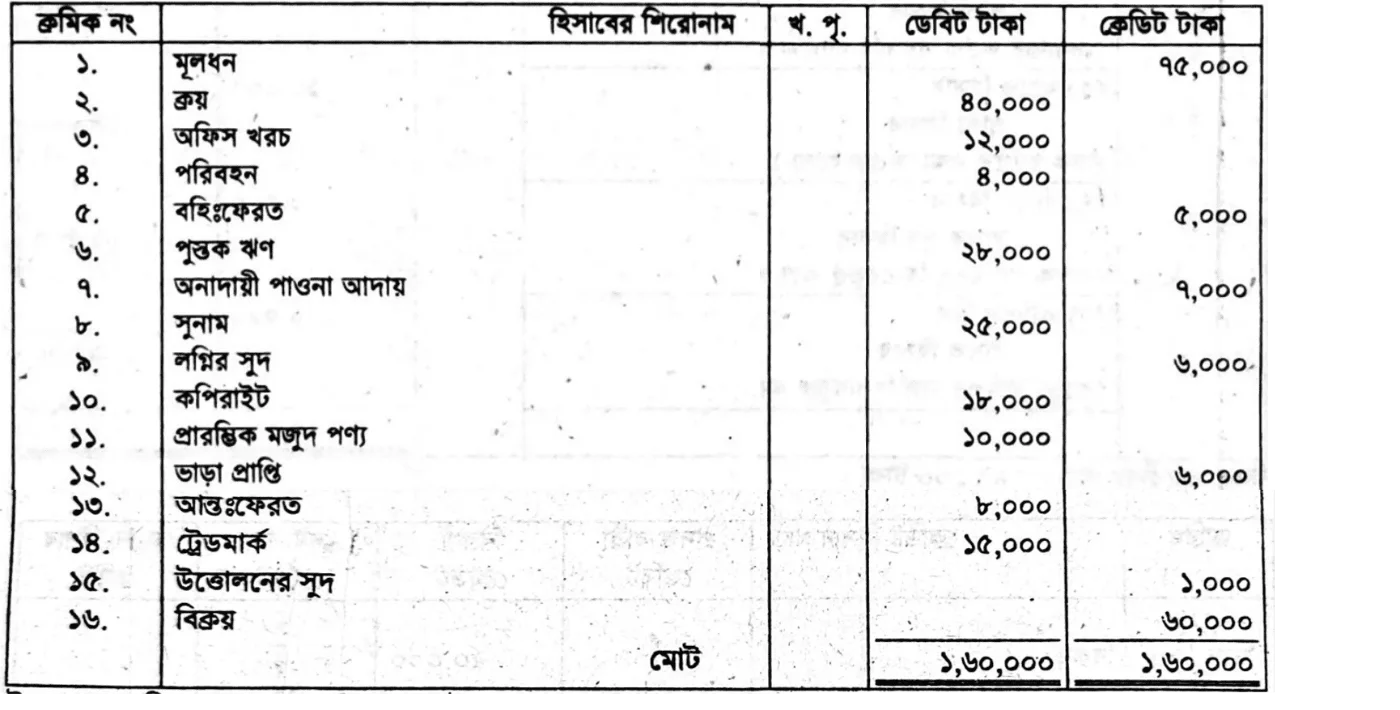 ক্রমিক নং হিসাবের শিরোনাম খ. পৃ. ডেবিট টাকা ক্রেডিট টাকা
১. মূলধন ৭৫,০০০
২. ক্রয় ৪০,০০০
৩. অফিস খরচ ১২,০০০
৪. পরিবহন ৪,০০০
৫. বহিঃফেরত ৫,০০০
৬. পুস্তক ঋণ ২৮,০০০
৭. অনাদায়ী পাওনা আদায় ৭,০০০
৮. সুনাম ২৫,০০০
৯. লগ্নির সুদ ৬,০০০
১০. কপিরাইট ১৮,০০০
১১. প্রারম্ভিক মজুদ পণ্য ১০,০০০
১২. ভাড়া প্রাপ্তি ৬,০০০
১৩. আন্তঃফেরত ৮,০০০
১৪. ট্রেডমার্ক ১৫,০০০
১৫. উত্তোলনের সুদ ১,০০০
১৬. বিক্রয় ৬০,০০০
মোট ১,৬০,০০০ ১,৬০,০০০